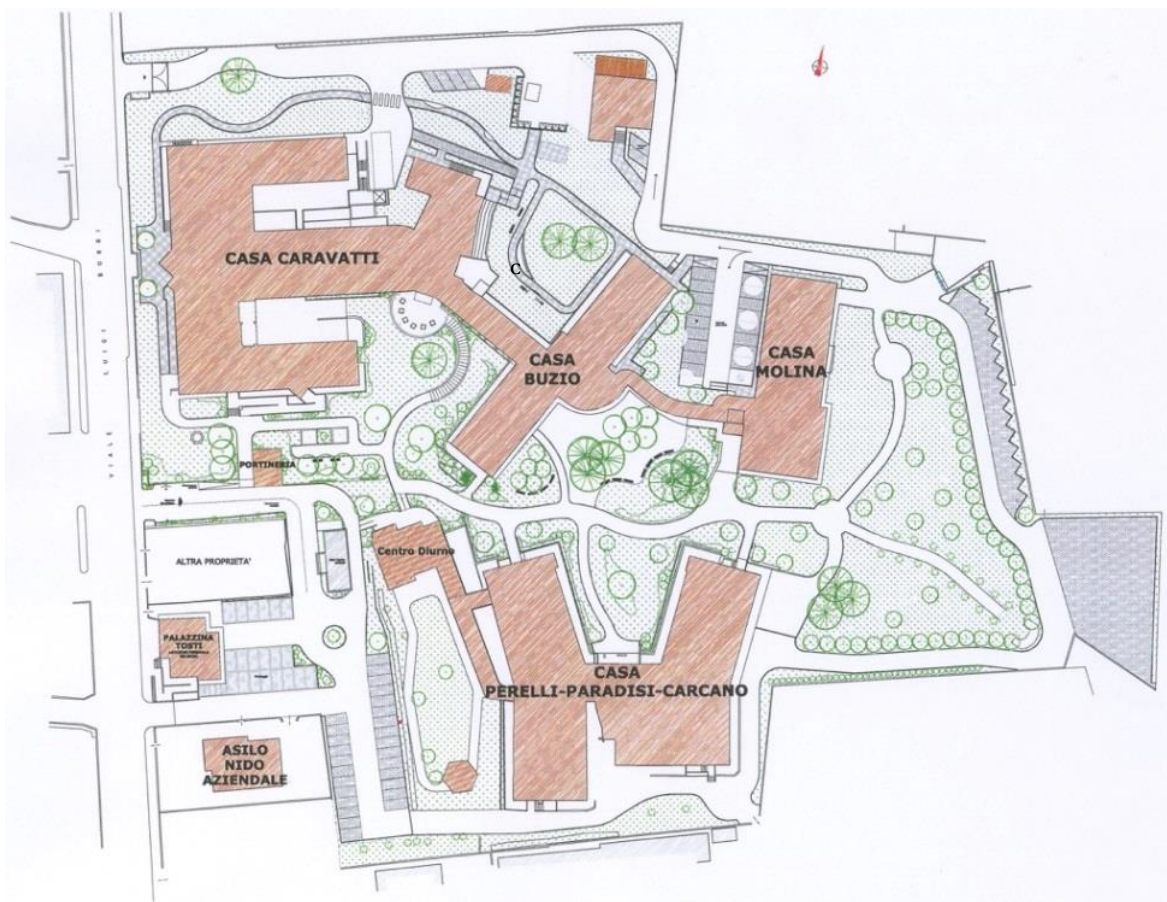 CASA CARAVATTI
C
CASA
BUZIO
CASA
MOLINA
VIALE LUIGI BORRI
PORTINERIA
Centro Diurno
ALTRA PROPRIETA'
PALAZZINA
TOSTI
CASA
PERELLI-PARADISI-CARCANO
ASILO
NIDO
AZIENDALE